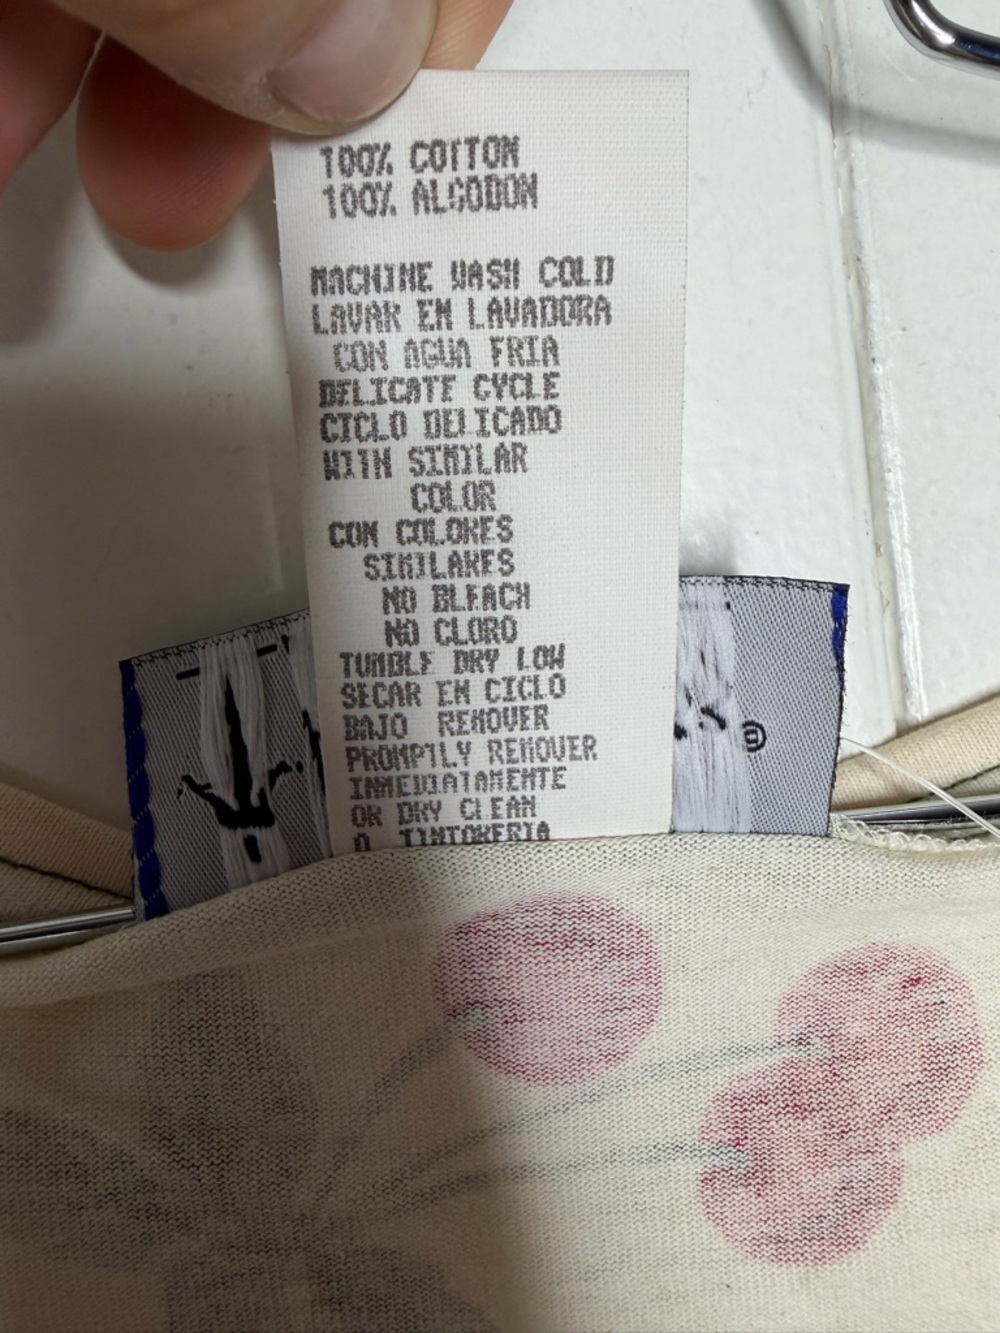 100% COTTON
100% ALGODON
MACHINE WASH COLD
LAVAR EN LAVADORA
CON AGUA FRIA
DELICATE CYCLE
CICLO DELICADO
WITH SIMILAR
COLOR
CON COLORES
SIMILARES
NO BLEACH
NO CLORO
TUMBLE DRY LOW
SECAR EN CICLO
BAJO REMOVER
PROMPTLY REMOVER
INMEDIATAMENTE
OR DRY CLEAN
O TINTORERIA
®